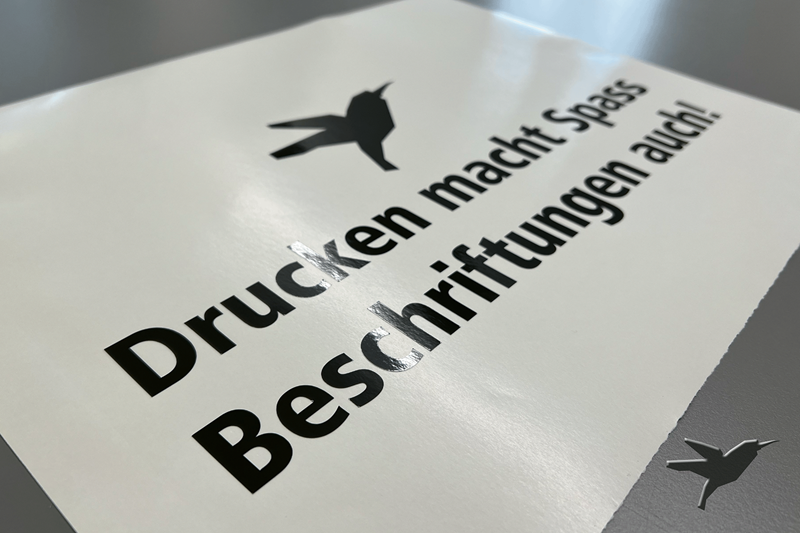 Drucken macht Spass
Beschriftungen auch!